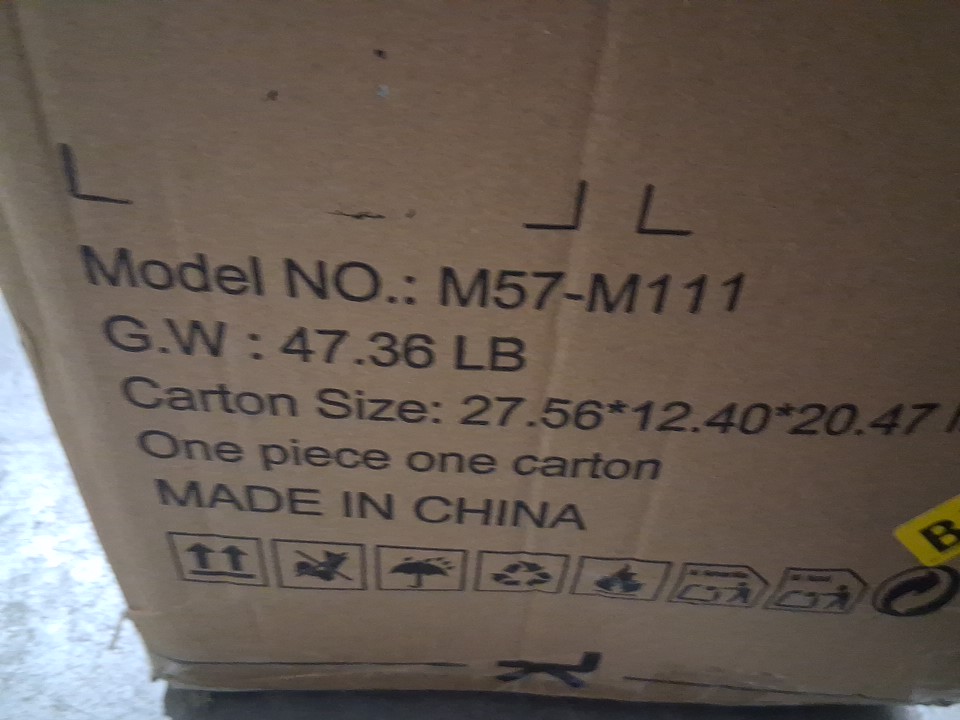 Model NO.: M57-M111
G.W : 47.36 LB
Carton Size: 27.56*12.40*20.47
One piece one carton
MADE IN CHINA
B